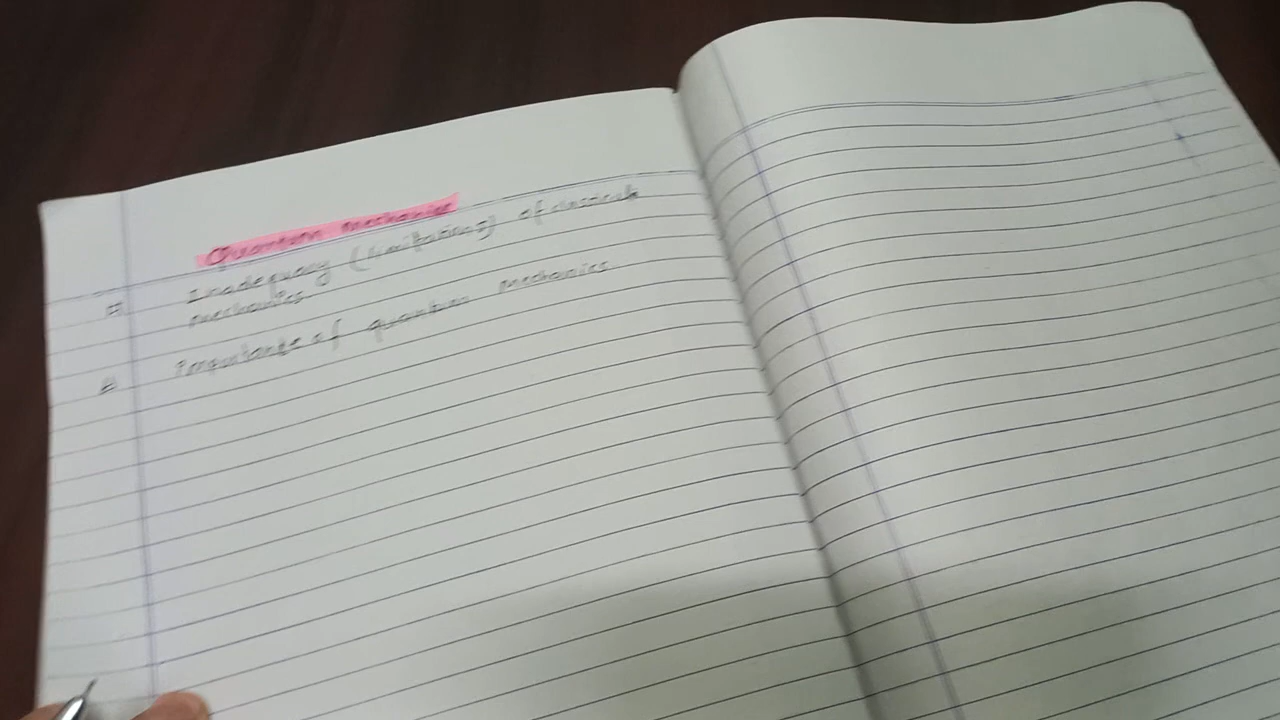 Quantum mechanics
# Inadequacy (limitations) of classical
mechanics.
# Importance of quantum mechanics.